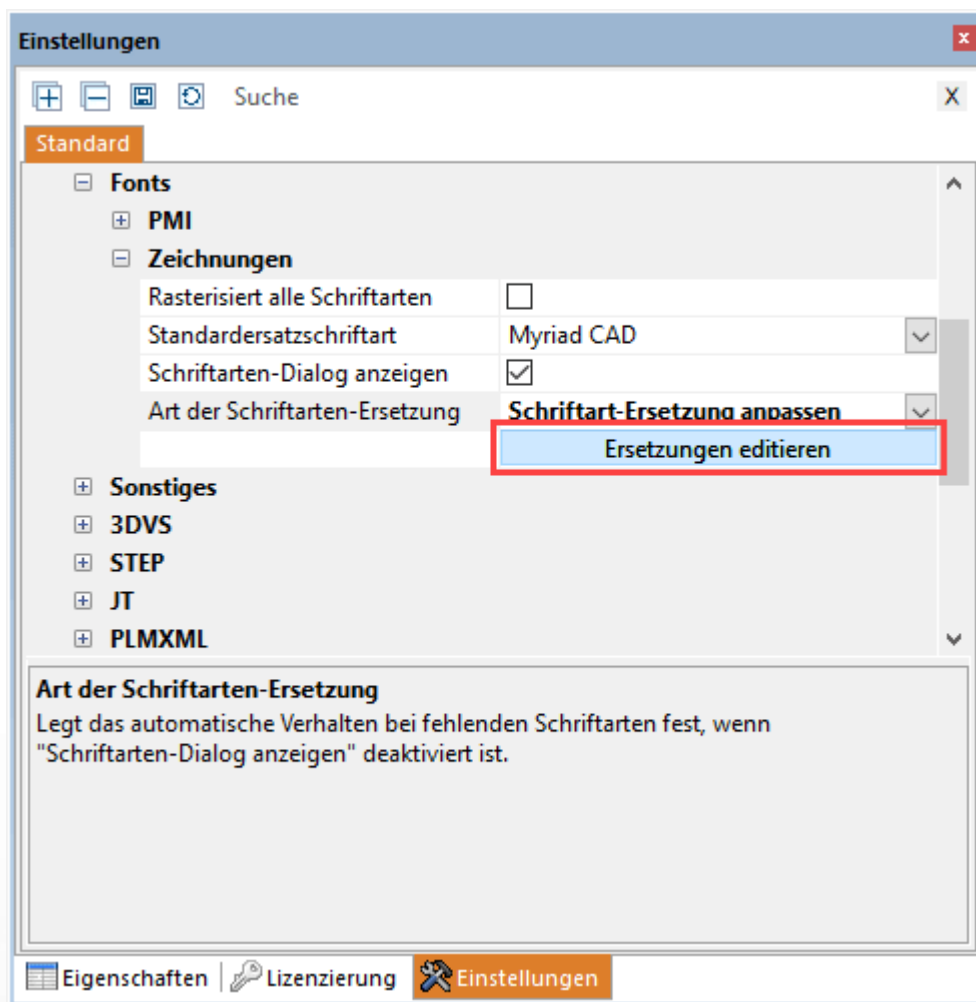 Einstellungen
x
Suche
X
Standard
Fonts
PMI
Zeichnungen
Rasterisiert alle Schriftarten
Standardersatzschriftart Myriad CAD
Schriftarten-Dialog anzeigen
Art der Schriftarten-Ersetzung Schriftart-Ersetzung anpassen
Ersetzungen editieren
Sonstiges
3DVS
STEP
JT
PLMXML
Art der Schriftarten-Ersetzung
Legt das automatische Verhalten bei fehlenden Schriftarten fest, wenn
"Schriftarten-Dialog anzeigen" deaktiviert ist.
Eigenschaften Lizenzierung Einstellungen